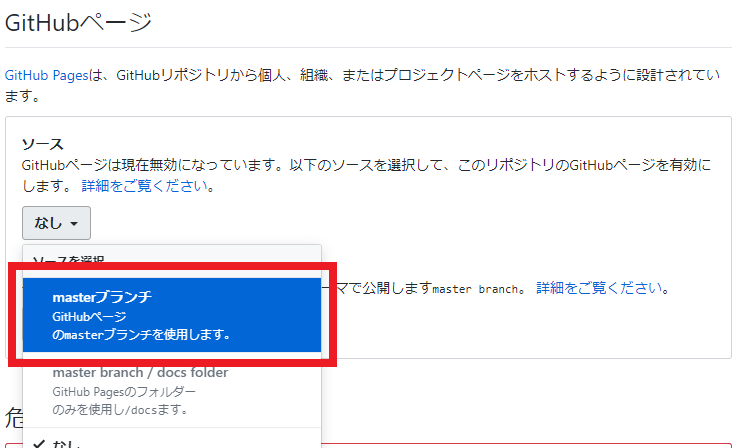 GitHubページ
GitHub Pagesは、GitHubリポジトリから個人、組織、またはプロジェクトページをホストするように設計されてい
ます。
ソース
GitHubページは現在無効になっています。以下のソースを選択して、このリポジトリのGitHubページを有効に
します。 詳細をご覧ください。
なし
ソースを選択
マで公開しますmaster branch。 詳細をご覧ください。
masterブランチ
GitHubページ
のmasterブランチを使用します。
master branch / docs folder
GitHub Pagesのフォルダー
のみを使用し/docsます。
危
なし